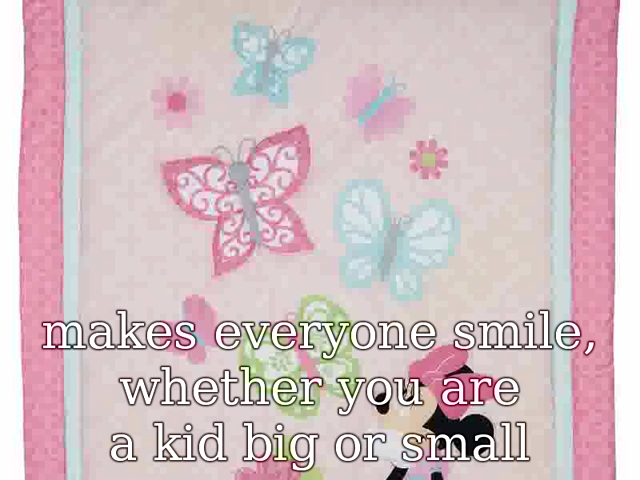 makes everyone smile,
whether you are
a kid big or small